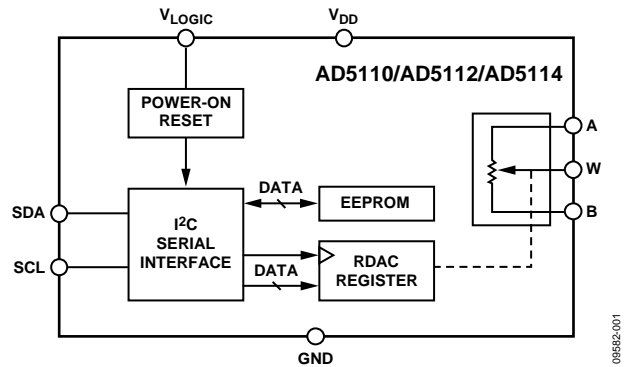 VLOGIC
VDD
AD5110/AD5112/AD5114
POWER-ON
RESET
A
W
B
SDA
SCL
I2C
SERIAL
INTERFACE
DATA
EEPROM
DATA
RDAC
REGISTER
GND
09582-001